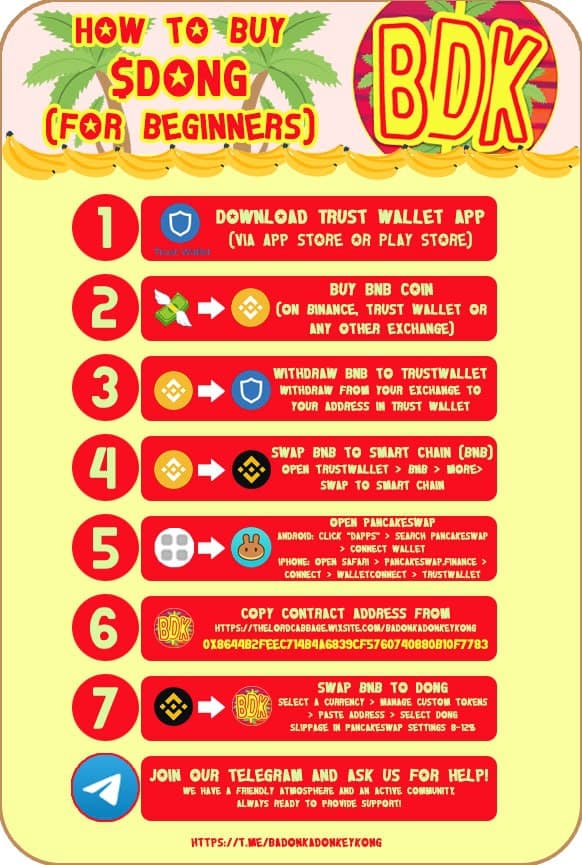 HOW TO BUY
$DONG
(FOR BEGINNERS)
BDK
1
Trust Wallet
DOWNLOAD TRUST WALLET APP
(VIA APP STORE OR PLAY STORE)
2
BUY BNB COIN
(ON BINANCE, TRUST WALLET OR
ANY OTHER EXCHANGE)
3
WITHDRAW BNB TO TRUSTWALLET
WITHDRAW FROM YOUR EXCHANGE TO
YOUR ADDRESS IN TRUST WALLET
4
SWAP BNB TO SMART CHAIN (BNB)
OPEN TRUSTWALLET > BNB > MORE>
SWAP TO SMART CHAIN
5
OPEN PANCAKESWAP
ANDROID: CLICK "DAPPS" > SEARCH PANCAKESWAP
> CONNECT WALLET
IPHONE: OPEN SAFARI > PANCAKESWAP.FINANCE >
CONNECT > WALLETCONNECT > TRUSTWALLET
6
BDK
COPY CONTRACT ADDRESS FROM
HTTPS://THELORDCABBAGE.WIXSITE.COM/BADONKADONKEYKONG
0X8644B2FEEC714B4A6839CF5760740880B10F7783
7
BDK
SWAP BNB TO DONG
SELECT A CURRENCY > MANAGE CUSTOM TOKENS
> PASTE ADDRESS > SELECT DONG
SLIPPAGE IN PANCAKESWAP SETTINGS 8-12%
JOIN OUR TELEGRAM AND ASK US FOR HELP!
WE HAVE A FRIENDLY ATMOSPHERE AND AN ACTIVE COMMUNITY,
ALWAYS READY TO PROVIDE SUPPORT!
HTTPS://T.ME/BADONKADONKEYKONG